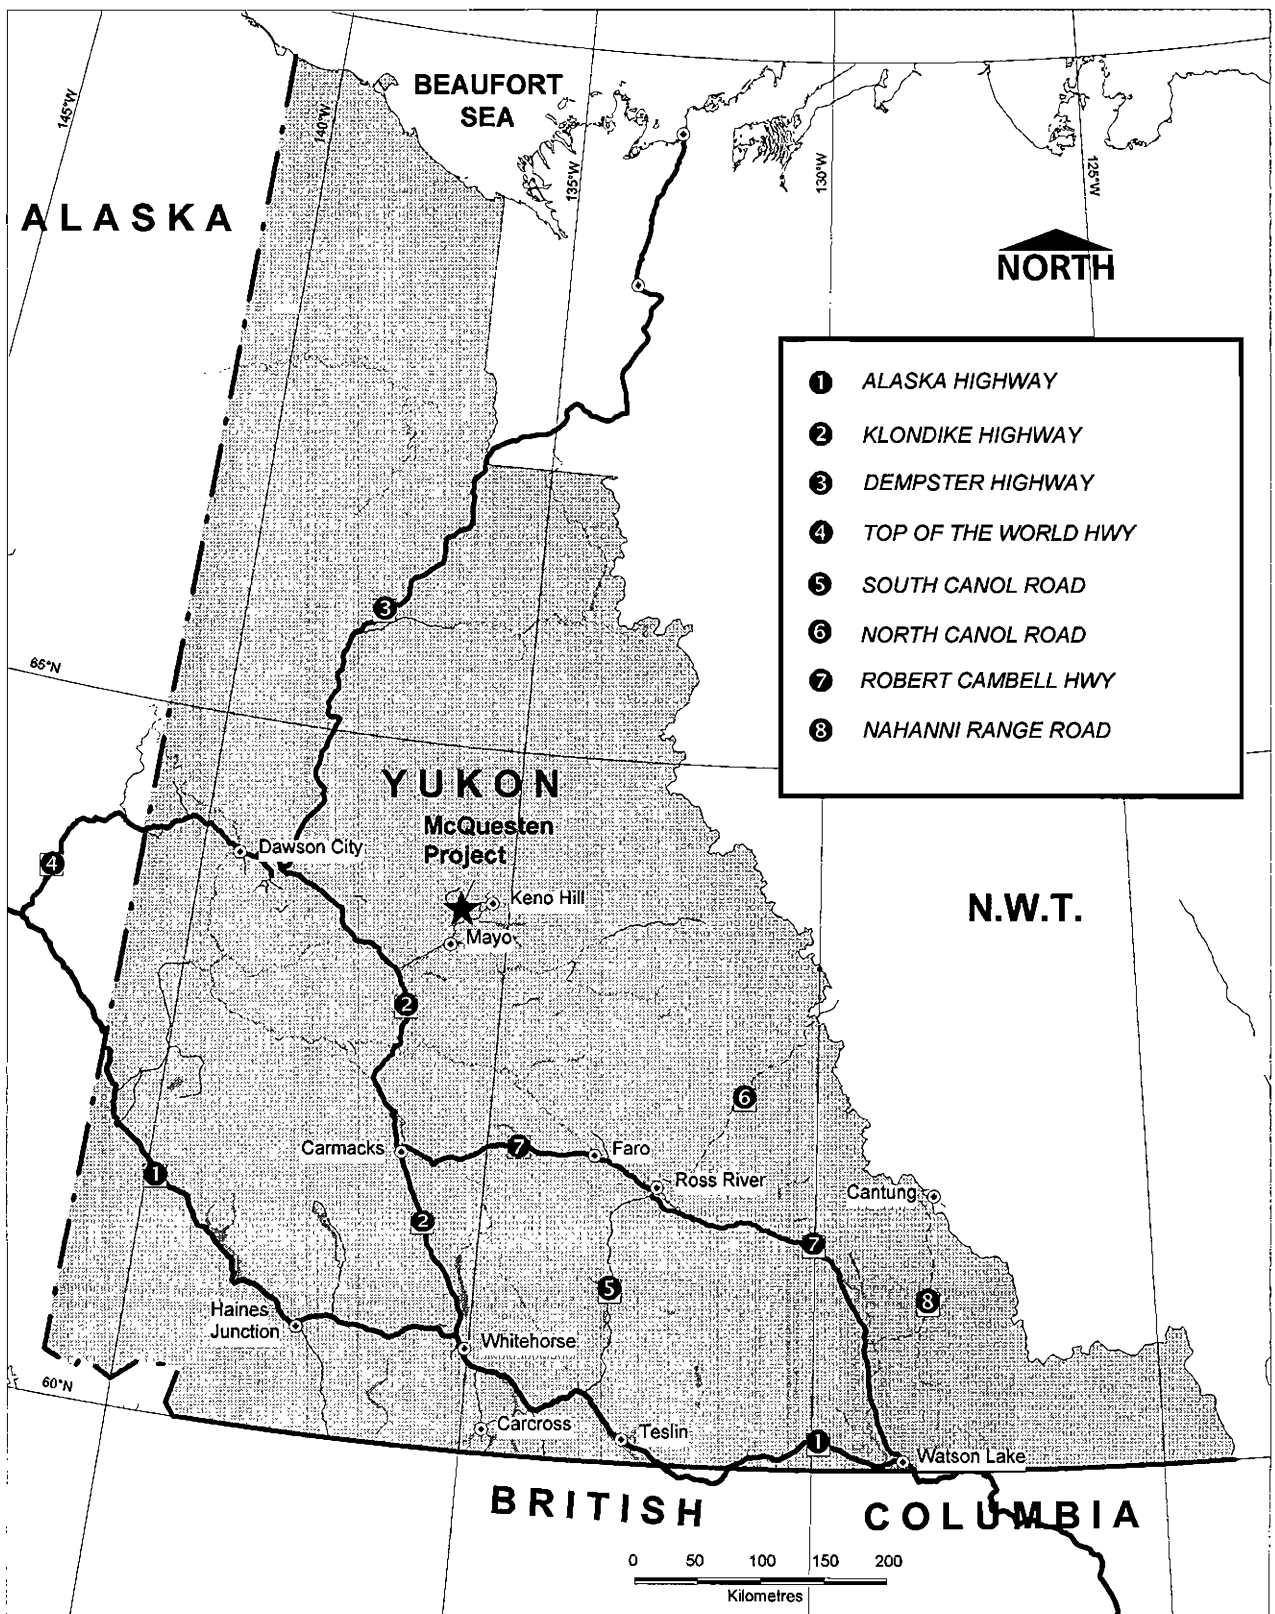 BEAUFORT
SEA
145°W
140°W
135°W
130°W
125°W
ALASKA
NORTH
1 ALASKA HIGHWAY
2 KLONDIKE HIGHWAY
3 DEMPSTER HIGHWAY
4 TOP OF THE WORLD HWY
5 SOUTH CANOL ROAD
6 NORTH CANOL ROAD
7 ROBERT CAMBELL HWY
8 NAHANNI RANGE ROAD
3
65°N
YUKON
McQuesten
Project
Dawson City
4
Keno Hill
N.W.T.
Mayo
2
6
Carmacks
7
Faro
1
Ross River
Cantung
2
7
5
8
Haines
Junction
Whitehorse
60°N
Carcross
Teslin
1
Watson Lake
BRITISH COLUMBIA
0 50 100 150 200
Kilometres